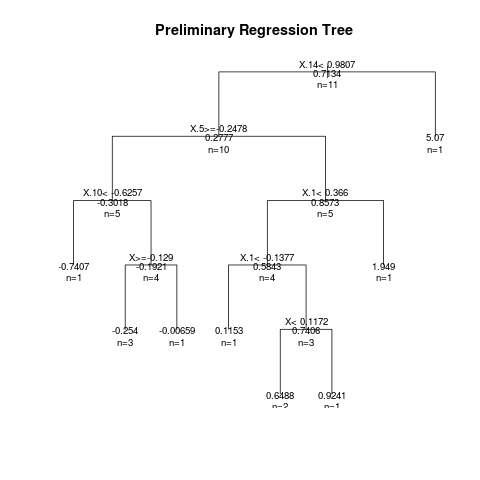 Preliminary Regression Tree
X.14< 0.9807
0.7134
n=11
X.5>=-0.2478
0.2777
n=10
5.07
n=1
X.10< -0.6257
-0.3018
n=5
X.1< 0.366
0.8573
n=5
-0.7407
n=1
X>=-0.129
-0.1921
n=4
X.1< -0.1377
0.5843
n=4
1.949
n=1
-0.254
n=3
-0.00659
n=1
0.1153
n=1
X< 0.1172
0.7406
n=3
0.6488
n=2
0.9241
n=1